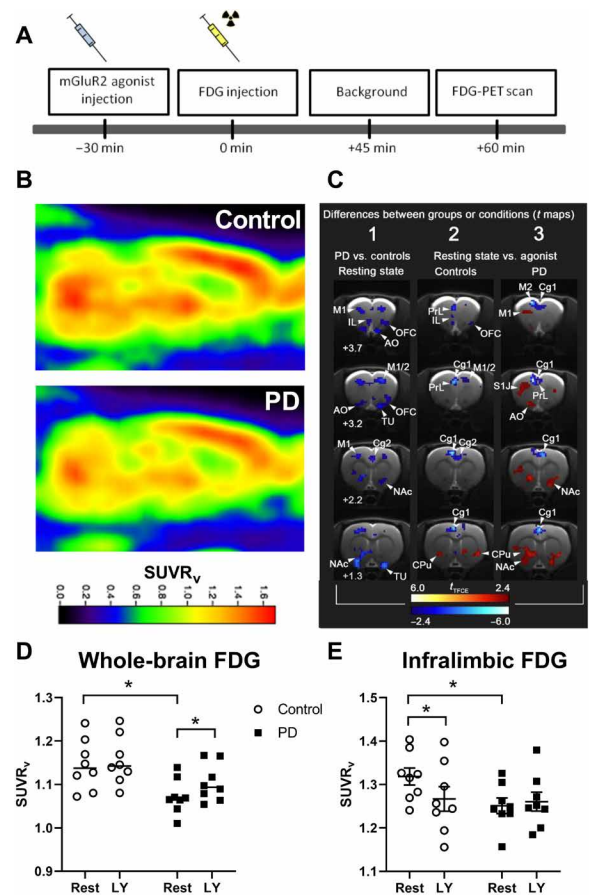 A
mGluR2 agonist
injection
FDG injection
Background
FDG-PET scan
−30 min
0 min
+45 min
+60 min
B
Control
PD
SUVRV
0.0
0.2
0.4
0.6
0.8
1.0
1.2
1.4
1.6
C
Differences between groups or conditions (t maps)
1
2
3
PD vs. controls
Resting state vs. agonist
Resting state
Controls
PD
M1
IL
OFC
AO
+3.7
PrL
IL
OFC
M2
Cg1
M1
M1/2
AO
OFC
TU
+3.2
Cg1
M1/2
PrL
Cg1
S1J
PrL
AO
M1
Cg2
NAc
+2.2
Cg1
Cg2
Cg1
NAc
NAc
TU
+1.3
Cg1
CPu
Cg1
CPu
NAc
6.0
tTFCE
2.4
−2.4
−6.0
D
Whole-brain FDG
*
*
Control
PD
SUVRV
1.3
1.2
1.1
1.0
0.9
Rest
LY
Rest
LY
E
Infralimbic FDG
*
*
SUVRV
1.5
1.4
1.3
1.2
1.1
Rest
LY
Rest
LY